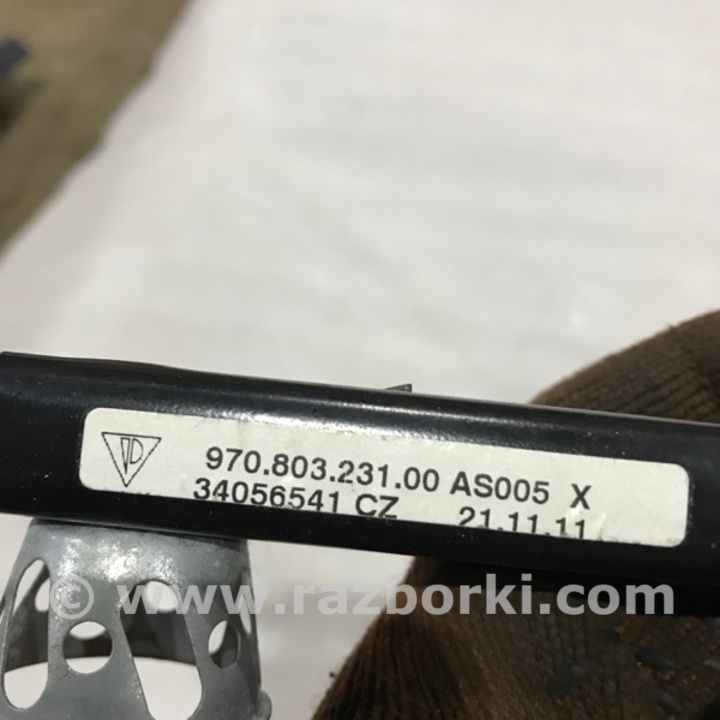 970.803.231.00 AS005 X
34056541 CZ 21.11.11
© www.razborki.com